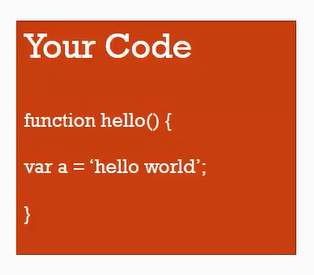 Your Code
function hello() {
var a = ‘hello world’;
}